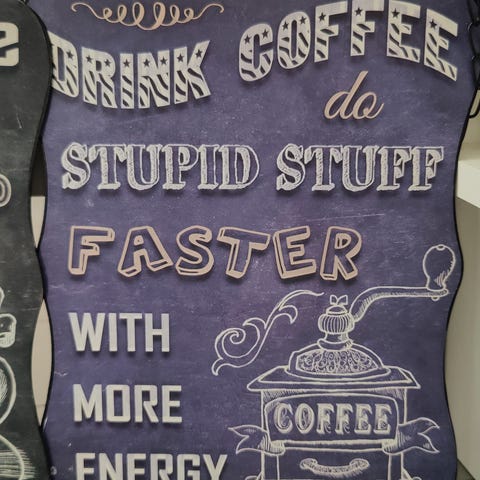 DRINK COFFEE
do
STUPID STUFF
FASTER
WITH
MORE
ENERGY
COFFEE